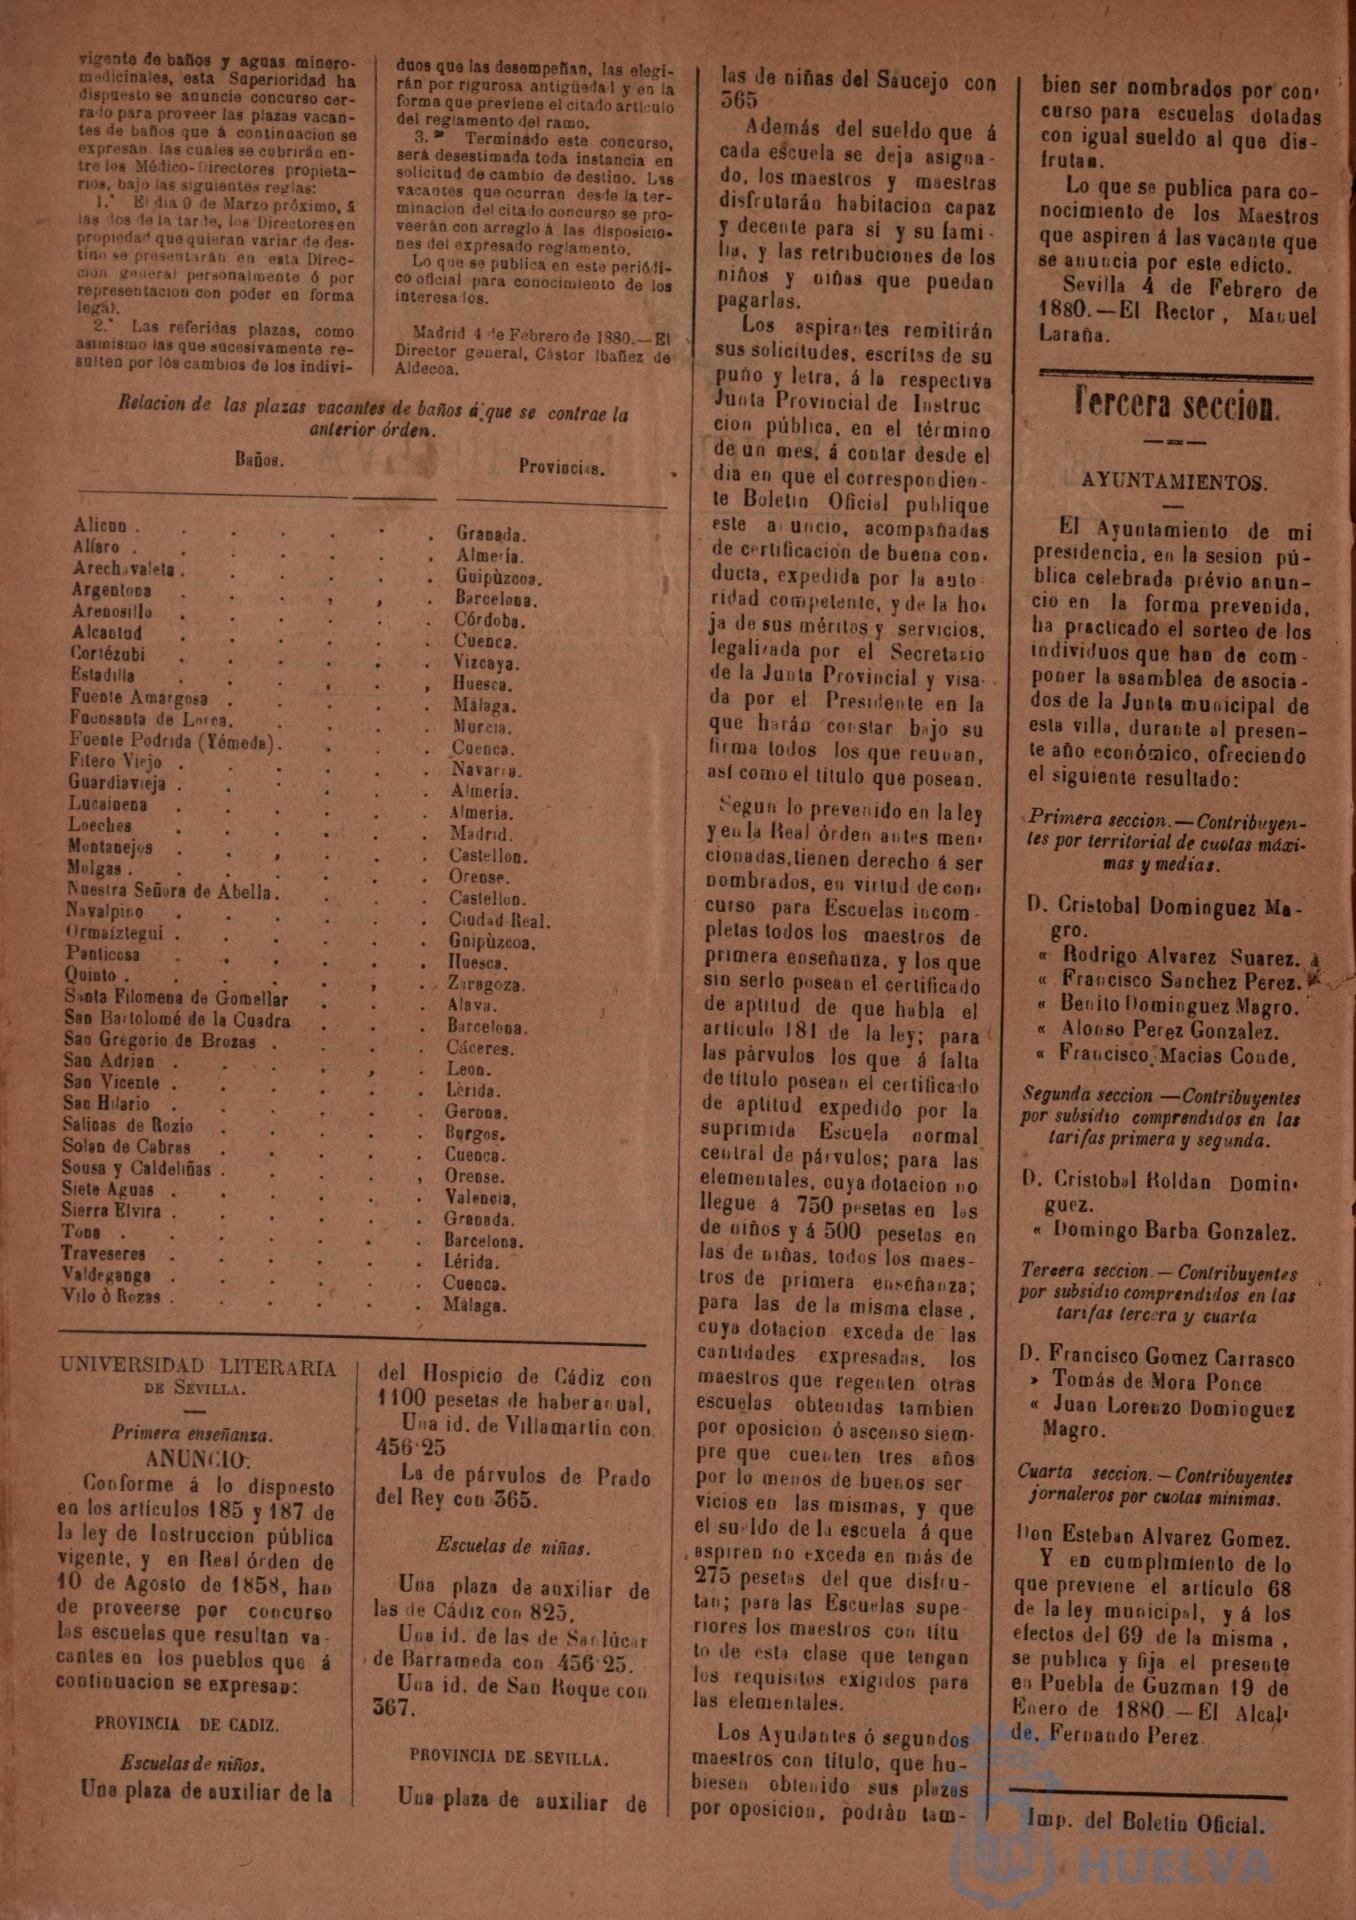 vigente de baños y aguas minero-
medicinales, esta Superioridad ha
dispuesto se anuncie concurso cer-
rado para proveer las plazas vacan-
tes de baños que á continuacion se
expresan, las cuales se cubrirán en-
tre los Médico-Directores propieta-
rios, bajo las siguientes reglas:
1.ª El dia 9 de Marzo próximo, á
las dos de la tarde, los Directores en
propiedad que quieran variar de des-
tino se presentarán en esta Direc-
cion general personalmente ó por
representacion con poder en forma
legal.
2.ª Las referidas plazas, como
asimismo las que sucesivamente re-
sulten por los cambios de los indivi-
duos que las desempeñan, las elegi-
rán por rigurosa antigüedad y en la
forma que previene el citado artículo
del reglamento del ramo.
3.ª Terminado este concurso,
será desestimada toda instancia en
solicitud de cambio de destino. Las
vacantes que ocurran desde la ter-
minacion del citado concurso se pro-
veerán con arreglo á las disposicio-
nes del expresado reglamento.
Lo que se publica en este periódi-
co oficial para conocimiento de los
interesados.
Madrid 4 de Febrero de 1880.—El
Director general, Cástor Ibañez de
Aldecoa.
Relacion de las plazas vacantes de baños á que se contrae la
anterior órden.
Baños. Provincias.
Alicun . . . . . . . Granada.
Alfaro . . . . . . . Almería.
Arechavaleta . . . . . . Guipùzcoa.
Argentona . . . . . . Barcelona.
Arenosillo . . . . . . Córdoba.
Alcantud . . . . . . Cuenca.
Cortézubi . . . . . . Vizcaya.
Estadilla . . . . . . Huesca.
Fuente Amargosa . . . . . Málaga.
Fuensanta de Lorca. . . . . Murcia.
Fuente Podrida (Yémeda) . . . . Cuenca.
Fitero Viejo . . . . . . Navarra.
Guardiavieja . . . . . . Almería.
Lucainena . . . . . . Almería.
Loeches . . . . . . Madrid.
Montanejos . . . . . . Castellon.
Molgas . . . . . . . Orense.
Nuestra Señora de Abella. . . . . Castellon.
Navalpino . . . . . . Ciudad-Real.
Ormaíztegui . . . . . . Guipùzcoa.
Panticosa . . . . . . Huesca.
Quinto . . . . . . . Zaragoza.
Santa Filomena de Gomellar . . . Alava.
San Bartolomé de la Cuadra . . . Barcelona.
San Gregorio de Brozas . . . . Cáceres.
San Adrian . . . . . . Leon.
San Vicente . . . . . . Lérida.
San Hilario . . . . . . Gerona.
Salinas de Rozío . . . . . Burgos.
Solan de Cabras . . . . . Cuenca.
Sousa y Caldeliñas . . . . . Orense.
Siete Aguas . . . . . . Valencia,
Sierra Elvira . . . . . . Granada.
Tona . . . . . . . Barcelona.
Traveseres . . . . . . Lérida.
Valdeganga . . . . . . Cuenca.
Vilo ò Rozas . . . . . . Málaga.
UNIVERSIDAD LITERARIA
DE SEVILLA.
Primera enseñanza.
ANUNCIO.
Conforme á lo dispuesto
en los artículos 185 y 187 de
la ley de Instruccion pública
vigente, y en Real órden de
10 de Agosto de 1858, han
de proveerse por concurso
las escuelas que resultan va-
cantes en los pueblos que á
continuacion se expresan:
PROVINCIA DE CADIZ.
Escuelas de niños.
Una plaza de auxiliar de la
del Hospicio de Cádiz con
1100 pesetas de haber anual,
Una id. de Villamartin con
456'25
La de párvulos de Prado
del Rey con 365.
Escuelas de niñas.
Una plaza de auxiliar de
las de Cádiz con 825,
Una id. de las de Sanlúcar
de Barrameda con 456'25.
Una id. de San Roque con
367.
PROVINCIA DE SEVILLA.
Una plaza de auxiliar de
las de niñas del Saucejo con
365
Además del sueldo que á
cada escuela se deja asigna-
do, los maestros y maestras
disfrutarán habitacion capaz
y decente para sí y su fami-
lia, y las retribuciones de los
niños y niñas que puedan
pagarlas.
Los aspirantes remitirán
sus solicitudes, escritas de su
puño y letra, á la respectiva
Junta Provincial de Instruc
cion pública, en el término
de un mes, á contar desde el
dia en que el correspondien-
te Boletin Oficial publique
este anuncio, acompañadas
de certificacion de buena con-
ducta, expedida por la auto-
ridad competente, y de la ho-
ja de sus méritos y servicios,
legalizada por el Secretario
de la Junta Provincial y visa-
da por el Presidente en la
que harán constar bajo su
firma todos los que reunan,
así como el título que posean.
Segun lo prevenido en la ley
y en la Real órden antes men-
cionadas, tienen derecho á ser
nombrados, en virtud de con-
curso para Escuelas incom-
pletas todos los maestros de
primera enseñanza, y los que
sin serlo posean el certificado
de aptitud de que habla el
artículo 181 de la ley; para
las pàrvulos los que á falta
de título posean el certificado
de aptitud expedido por la
suprimida Escuela normal
central de párvulos; para las
elementales, cuya dotacion no
llegue á 750 pesetas en las
de niños y á 500 pesetas en
las de niñas, todos los maes-
tros de primera enseñanza;
para las de la misma clase,
cuya dotacion exceda de las
cantidades expresadas, los
maestros que regenten otras
escuelas obtenidas tambien
por oposicion ó ascenso siem-
pre que cuenten tres años
por lo menos de buenos ser-
vicios en las mismas, y que
el sueldo de la escuela á que
aspiren no exceda en más de
275 pesetas del que disfru-
tan; para las Escuelas supe-
riores los maestros con títu
to de esta clase que tengan
los requisitos exigidos para
las elementales.
Los Ayudantes ó segundos
maestros con título, que hu-
biesen obtenido sus plazas
por oposicion, podrán tam-
bien ser nombrados por con-
curso para escuelas dotadas
con igual sueldo al que dis-
frutan.
Lo que se publica para co-
nocimiento de los Maestros
que aspiren á las vacante que
se anuncia por este edicto.
Sevilla 4 de Febrero de
1880.—El Rector, Manuel
Laraña.
Tercera seccion.
AYUNTAMIENTOS.
El Ayuntamiento de mi
presidencia, en la sesion pú-
blica celebrada prévio anun-
cio en la forma prevenida,
ha practicado el sorteo de los
individuos que han de com-
poner la asamblea de asocia-
dos de la Junta municipal de
esta villa, durante al presen-
te año económico, ofreciendo
el siguiente resultado:
Primera seccion.—Contribuyen-
tes por territorial de cuotas máxi-
mas y medias.
D. Cristobal Dominguez Ma-
gro.
« Rodrigo Alvarez Suarez.
« Francisco Sanchez Perez.
« Benito Dominguez Magro.
« Alonso Perez Gonzalez.
« Francisco Macias Conde,
Segunda seccion —Contribuyentes
por subsidio comprendidos en las
tarifas primera y segunda.
D. Cristobal Roldan Domin-
guez.
« Domingo Barba Gonzalez.
Tercera seccion.—Contribuyentes
por subsidio comprendidos en las
tarifas tercera y cuarta
D. Francisco Gomez Carrasco
» Tomás de Mora Ponce
« Juan Lorenzo Dominguez
Magro.
Cuarta seccion.—Contribuyentes
jornaleros por cuotas minimas.
Don Esteban Alvarez Gomez.
Y en cumplimiento de lo
que previene el artículo 68
de la ley municipal, y á los
efectos del 69 de la misma,
se publica y fija el presente
en Puebla de Guzman 19 de
Enero de 1880.—El Alcal-
de, Fernando Perez.
Imp. del Boletin Oficial.
HUELVA